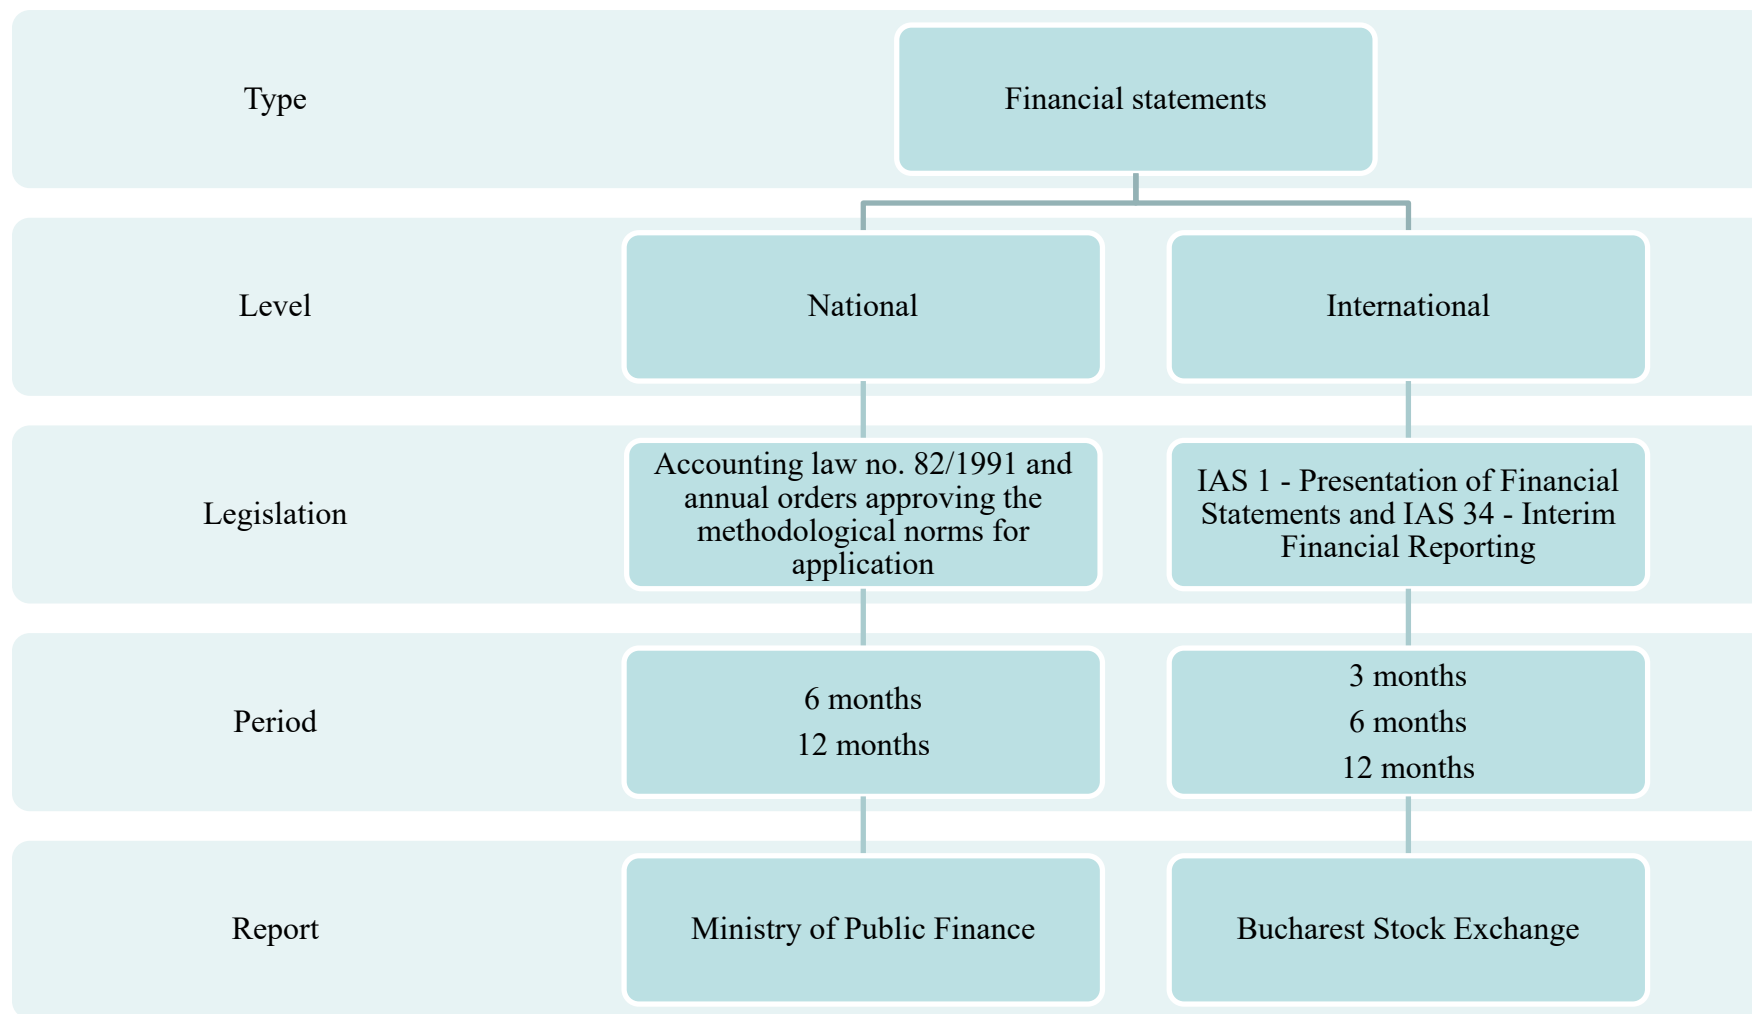 Type
Financial statements
Level
National
International
Legislation
Accounting law no. 82/1991 and
annual orders approving the
methodological norms for
application
IAS 1 - Presentation of Financial
Statements and IAS 34 - Interim
Financial Reporting
Period
6 months
12 months
3 months
6 months
12 months
Report
Ministry of Public Finance
Bucharest Stock Exchange